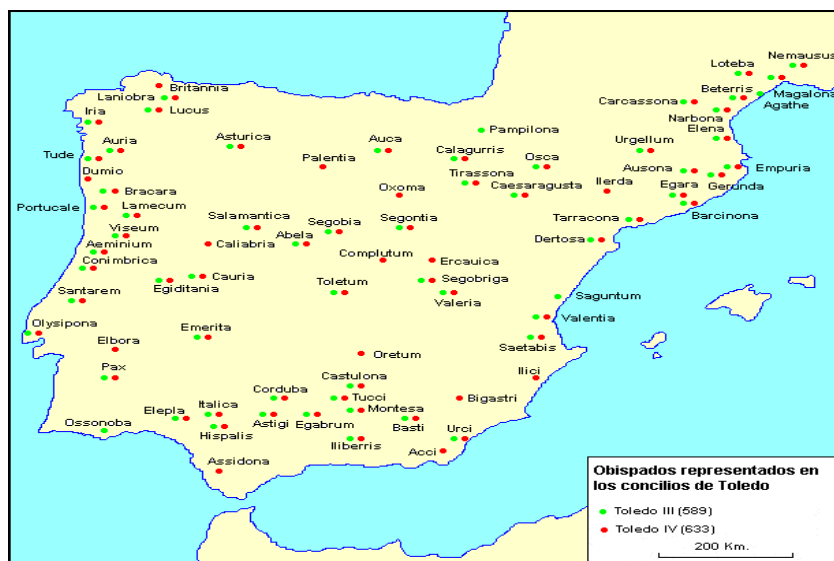 Nemausus
Loteba
Britannia
Laniobra
Beterris
Magalona
Carcassona
Agathe
Iria
Lucus
Narbona
Pampilona
Elena
Auria
Asturica
Auca
Calagurris
Urgellum
Tude
Palentia
Osca
Dumio
Tirassona
Ausona
Empuria
Bracara
Oxoma
Caesaragusta
Ilerda
Egara
Gerunda
Portucale
Lamecum
Barcinona
Viseum
Salamantica
Segobia
Segontia
Tarracona
Aeminium
Caliabria
Abela
Dertosa
Conimbrica
Complutum
Ercauica
Cauria
Segobriga
Santarem
Egiditania
Toletum
Valeria
Saguntum
Olysipona
Valentia
Elbora
Emerita
Saetabis
Oretum
Pax
Ilici
Castulona
Corduba
Tucci
Bigastri
Elepla
Italica
Montesa
Ossonoba
Hispalis
Astigi
Egabrum
Basti
Urci
Iliberris
Acci
Assidona
Obispados representados en
los concilios de Toledo
Toledo III (589)
Toledo IV (633)
200 Km.